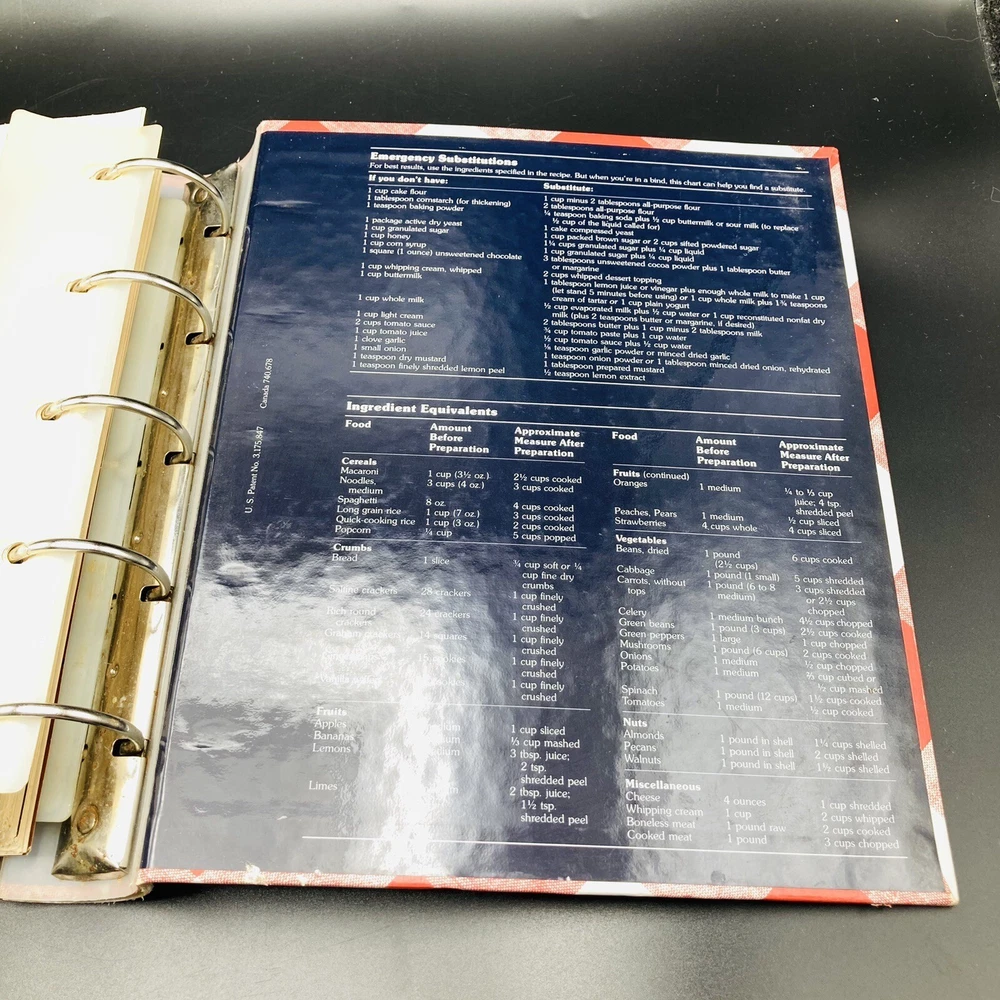 Emergency Substitutions
For best results, use the ingredients specified in the recipe. But when you're in a bind, this chart can help you find a substitute.
If you don't have:
Substitute:
1 cup cake flour
1 cup minus 2 tablespoons all-purpose flour
1 tablespoon cornstarch (for thickening)
2 tablespoons all-purpose flour
1 teaspoon baking powder
¼ teaspoon baking soda plus ½ cup buttermilk or sour milk (to replace
½ cup of the liquid called for)
1 package active dry yeast
1 cake compressed yeast
1 cup granulated sugar
1 cup packed brown sugar or 2 cups sifted powdered sugar
1 cup honey
1¼ cups granulated sugar plus ¼ cup liquid
1 cup corn syrup
1 cup granulated sugar plus ¼ cup liquid
1 square (1 ounce) unsweetened chocolate
3 tablespoons unsweetened cocoa powder plus 1 tablespoon butter
or margarine
1 cup whipping cream, whipped
2 cups whipped dessert topping
1 cup buttermilk
1 tablespoon lemon juice or vinegar plus enough whole milk to make 1 cup
(let stand 5 minutes before using) or 1 cup whole milk plus 1¾ teaspoons
cream of tartar or 1 cup plain yogurt
1 cup whole milk
½ cup evaporated milk plus ½ cup water or 1 cup reconstituted nonfat dry
milk (plus 2 teaspoons butter or margarine, if desired)
1 cup light cream
2 tablespoons butter plus 1 cup minus 2 tablespoons milk
2 cups tomato sauce
¾ cup tomato paste plus 1 cup water
1 cup tomato juice
½ cup tomato sauce plus ½ cup water
1 clove garlic
⅛ teaspoon garlic powder or minced dried garlic
1 small onion
1 teaspoon onion powder or 1 tablespoon minced dried onion, rehydrated
1 teaspoon dry mustard
1 tablespoon prepared mustard
1 teaspoon finely shredded lemon peel
½ teaspoon lemon extract
U.S. Patent No. 3,175,847 Canada 740,678
Ingredient Equivalents
Food
Amount
Before
Preparation
Approximate
Measure After
Preparation
Cereals
Macaroni 1 cup (3½ oz.) 2½ cups cooked
Noodles, 3 cups (4 oz.) 3 cups cooked
medium
Spaghetti 8 oz. 4 cups cooked
Long grain rice 1 cup (7 oz.) 3 cups cooked
Quick-cooking rice 1 cup (3 oz.) 2 cups cooked
Popcorn ¼ cup 5 cups popped
Crumbs
Bread 1 slice ¾ cup soft or ¼
cup fine dry
crumbs
Saltine crackers 28 crackers 1 cup finely
crushed
Rich round 24 crackers 1 cup finely
crackers crushed
Graham crackers 14 squares 1 cup finely
crushed
15 cookies 1 cup finely
crushed
Vanilla cookies 1 cup finely
crushed
Fruits
Apples 1 cup sliced
Bananas ⅓ cup mashed
Lemons 3 tbsp. juice;
2 tsp.
shredded peel
Limes 2 tbsp. juice;
1½ tsp.
shredded peel
Food
Amount
Before
Preparation
Approximate
Measure After
Preparation
Fruits (continued)
Oranges 1 medium ¼ to ⅓ cup
juice; 4 tsp.
shredded peel
Peaches, Pears 1 medium ½ cup sliced
Strawberries 4 cups whole 4 cups sliced
Vegetables
Beans, dried 1 pound 6 cups cooked
(2½ cups)
Cabbage 1 pound (small) 5 cups shredded
Carrots, without 1 pound (6 to 8 3 cups shredded
tops medium) or 2½ cups
chopped
Celery 1 medium bunch 4½ cups chopped
Green beans 1 pound (3 cups) 2½ cups cooked
Green peppers 1 large 1 cup chopped
Mushrooms 1 pound (6 cups) 2 cups cooked
Onions 1 medium ½ cup chopped
Potatoes 1 medium ⅔ cup cubed or
½ cup mashed
Spinach 1 pound (12 cups) 1½ cups cooked
Tomatoes 1 medium ½ cup cooked
Nuts
Almonds 1 pound in shell 1¼ cups shelled
Pecans 1 pound in shell 2 cups shelled
Walnuts 1 pound in shell 1½ cups shelled
Miscellaneous
Cheese 4 ounces 1 cup shredded
Whipping cream 1 cup 2 cups whipped
Boneless meat 1 pound raw 2 cups cooked
Cooked meat 1 pound 3 cups chopped